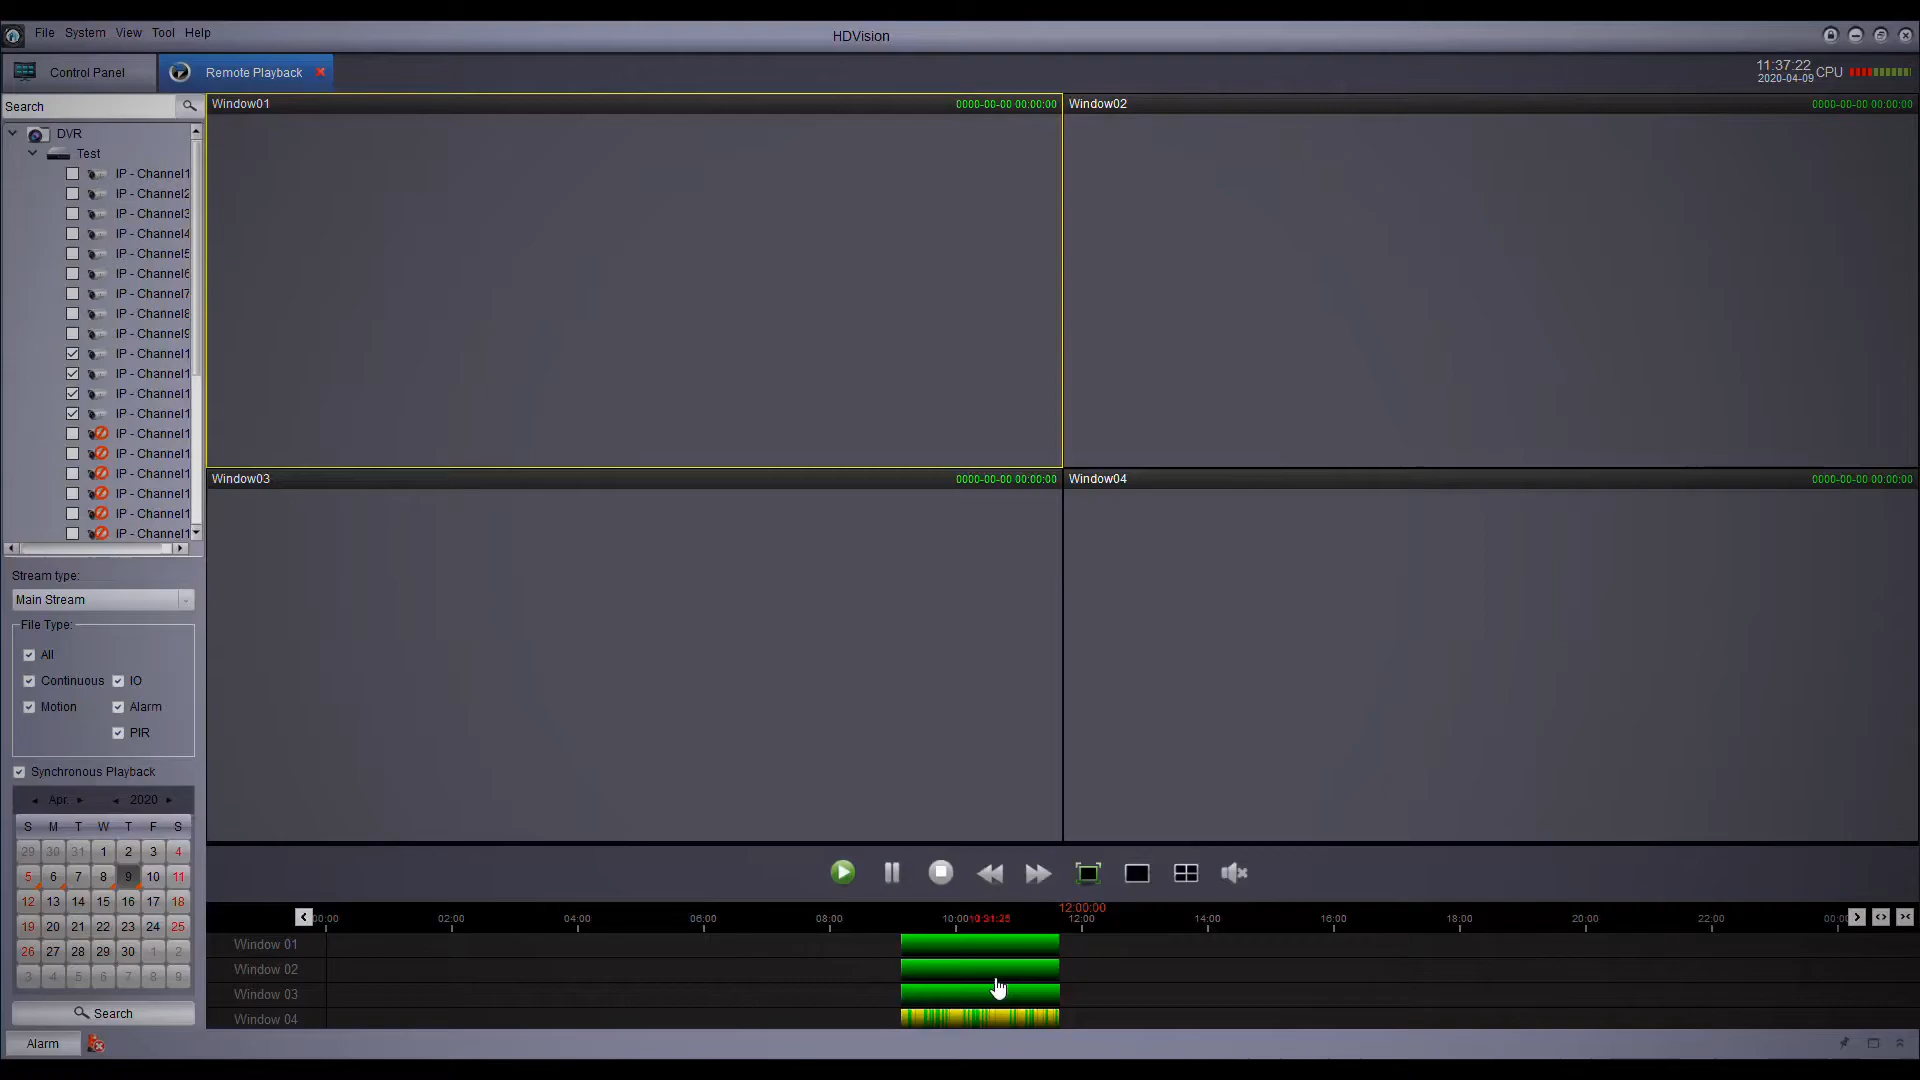 File System View Tool Help
HDVision
Control Panel
Remote Playback
11:37:22
2020-04-09
CPU
Search
DVR
Test
IP - Channel1
IP - Channel2
IP - Channel3
IP - Channel4
IP - Channel5
IP - Channel6
IP - Channel7
IP - Channel8
IP - Channel9
IP - Channel1
IP - Channel1
IP - Channel1
IP - Channel1
IP - Channel1
IP - Channel1
IP - Channel1
IP - Channel1
IP - Channel1
IP - Channel1
Stream type:
Main Stream
File Type:
All
Continuous IO
Motion Alarm
PIR
Synchronous Playback
Apr 2020
S M T W T F S
29 30 31 1 2 3 4
5 6 7 8 9 10 11
12 13 14 15 16 17 18
19 20 21 22 23 24 25
26 27 28 29 30 1 2
3 4 5 6 7 8 9
Search
Alarm
Window01 0000-00-00 00:00:00
Window02 0000-00-00 00:00:00
Window03 0000-00-00 00:00:00
Window04 0000-00-00 00:00:00
12:00:00
00:00 02:00 04:00 06:00 08:00 10:00 10:21:25 12:00 14:00 16:00 18:00 20:00 22:00 00:0
Window 01
Window 02
Window 03
Window 04